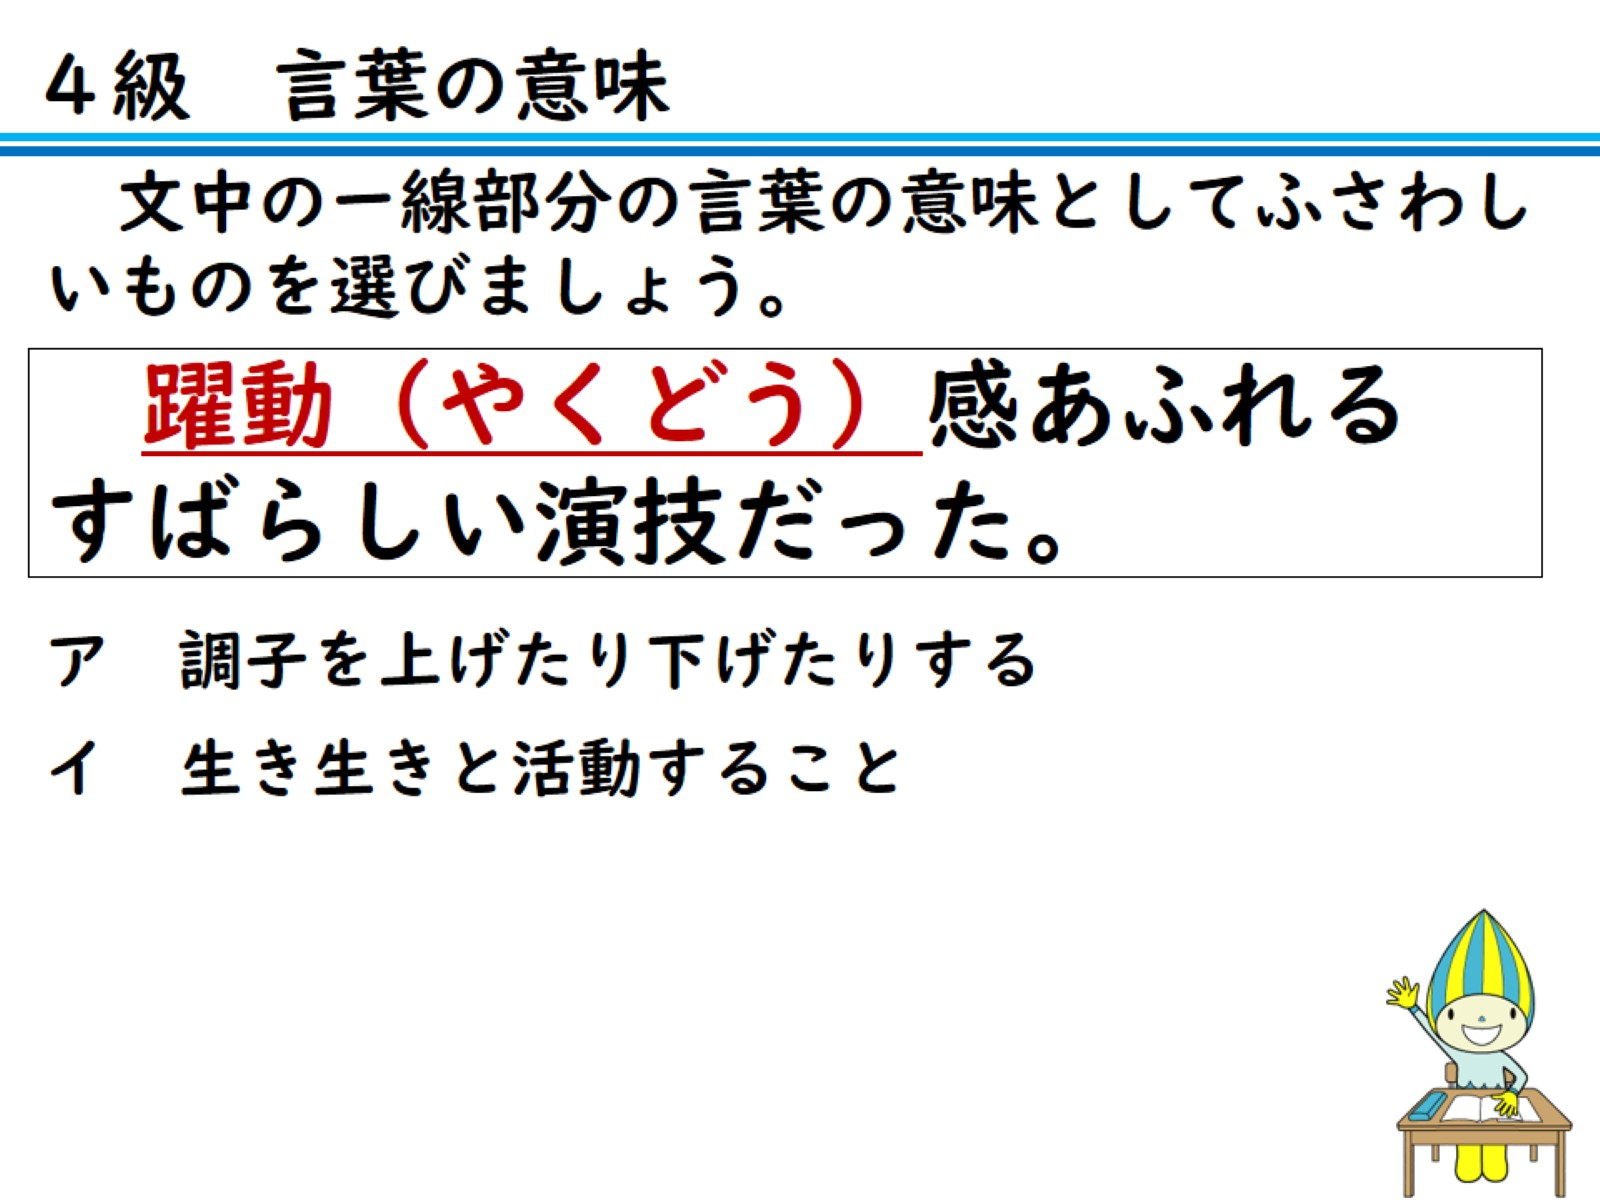 ４級　言葉の意味
文中の一線部分の言葉の意味としてふさわし
いものを選びましょう。
躍動（やくどう）感あふれる
すばらしい演技だった。
ア　調子を上げたり下げたりする
イ　生き生きと活動すること